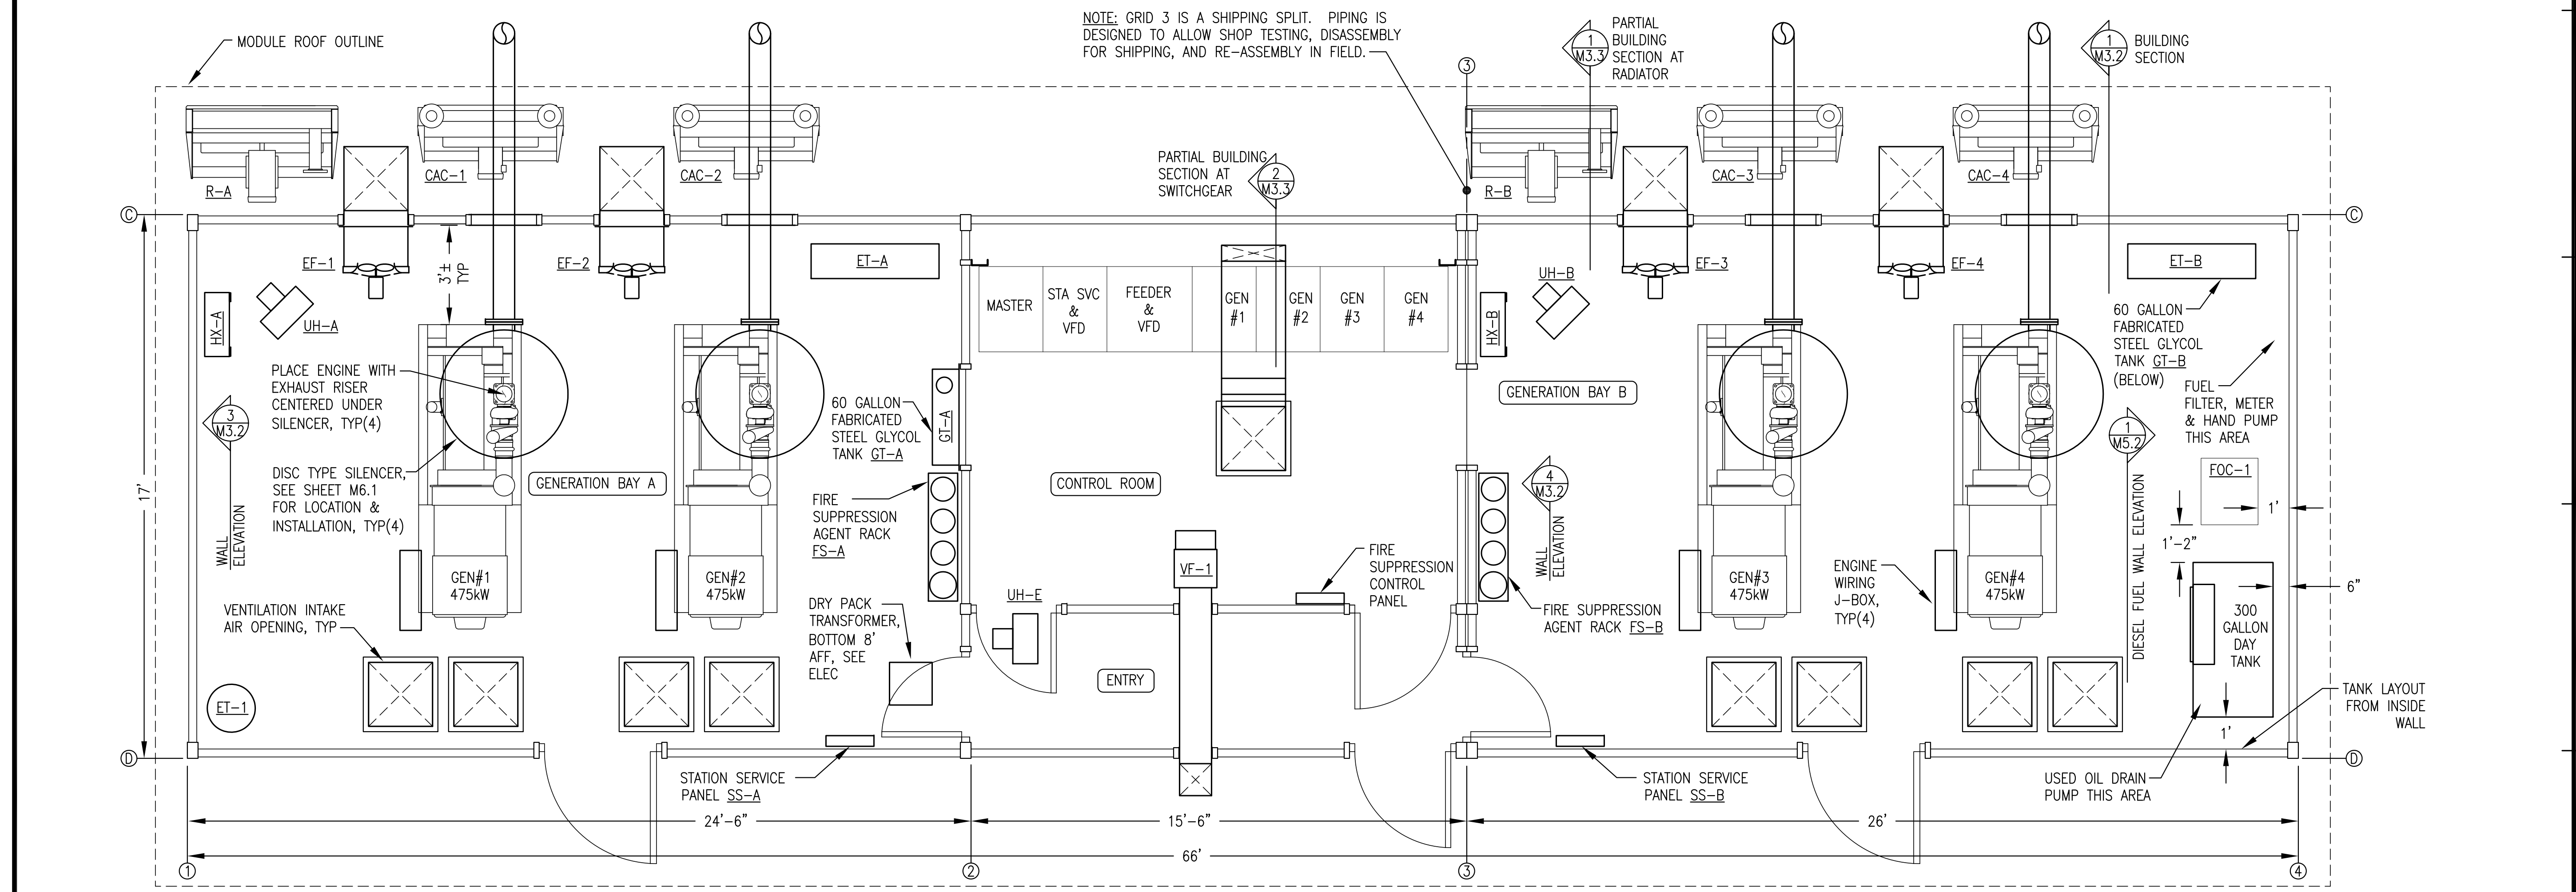 NOTE: GRID 3 IS A SHIPPING SPLIT. PIPING IS
DESIGNED TO ALLOW SHOP TESTING, DISASSEMBLY
FOR SHIPPING, AND RE-ASSEMBLY IN FIELD.
MODULE ROOF OUTLINE
3
1
M3.3
PARTIAL
BUILDING
SECTION AT
RADIATOR
1
M3.2
BUILDING
SECTION
R-A
CAC-1
CAC-2
PARTIAL BUILDING
SECTION AT
SWITCHGEAR
2
M3.3
R-B
CAC-3
CAC-4
C
C
EF-1
3'± TYP
EF-2
ET-A
UH-B
EF-3
EF-4
ET-B
HX-A
UH-A
MASTER
STA SVC
&
VFD
FEEDER
&
VFD
GEN
#1
GEN
#2
GEN
#3
GEN
#4
HX-B
60 GALLON
FABRICATED
STEEL GLYCOL
TANK GT-B
(BELOW)
PLACE ENGINE WITH
EXHAUST RISER
CENTERED UNDER
SILENCER, TYP(4)
FUEL
FILTER, METER
& HAND PUMP
THIS AREA
3
M3.2
WALL
ELEVATION
60 GALLON
FABRICATED
STEEL GLYCOL
TANK GT-A
GT-A
GENERATION BAY B
1
M5.2
DIESEL FUEL WALL ELEVATION
DISC TYPE SILENCER,
SEE SHEET M6.1
FOR LOCATION &
INSTALLATION, TYP(4)
GENERATION BAY A
CONTROL ROOM
4
M3.2
WALL
ELEVATION
FOC-1
17'
FIRE
SUPPRESSION
AGENT RACK
FS-A
1'
1'-2"
FIRE
SUPPRESSION
CONTROL
PANEL
VF-1
GEN#1
475kW
GEN#2
475kW
GEN#3
475kW
ENGINE
WIRING
J-BOX,
TYP(4)
GEN#4
475kW
6"
VENTILATION INTAKE
AIR OPENING, TYP
DRY PACK
TRANSFORMER,
BOTTOM 8'
AFF, SEE
ELEC
UH-E
FIRE SUPPRESSION
AGENT RACK FS-B
300
GALLON
DAY
TANK
ENTRY
ET-1
TANK LAYOUT
FROM INSIDE
WALL
1'
D
D
STATION SERVICE
PANEL SS-A
STATION SERVICE
PANEL SS-B
USED OIL DRAIN
PUMP THIS AREA
24'-6"
15'-6"
26'
66'
1
2
3
4